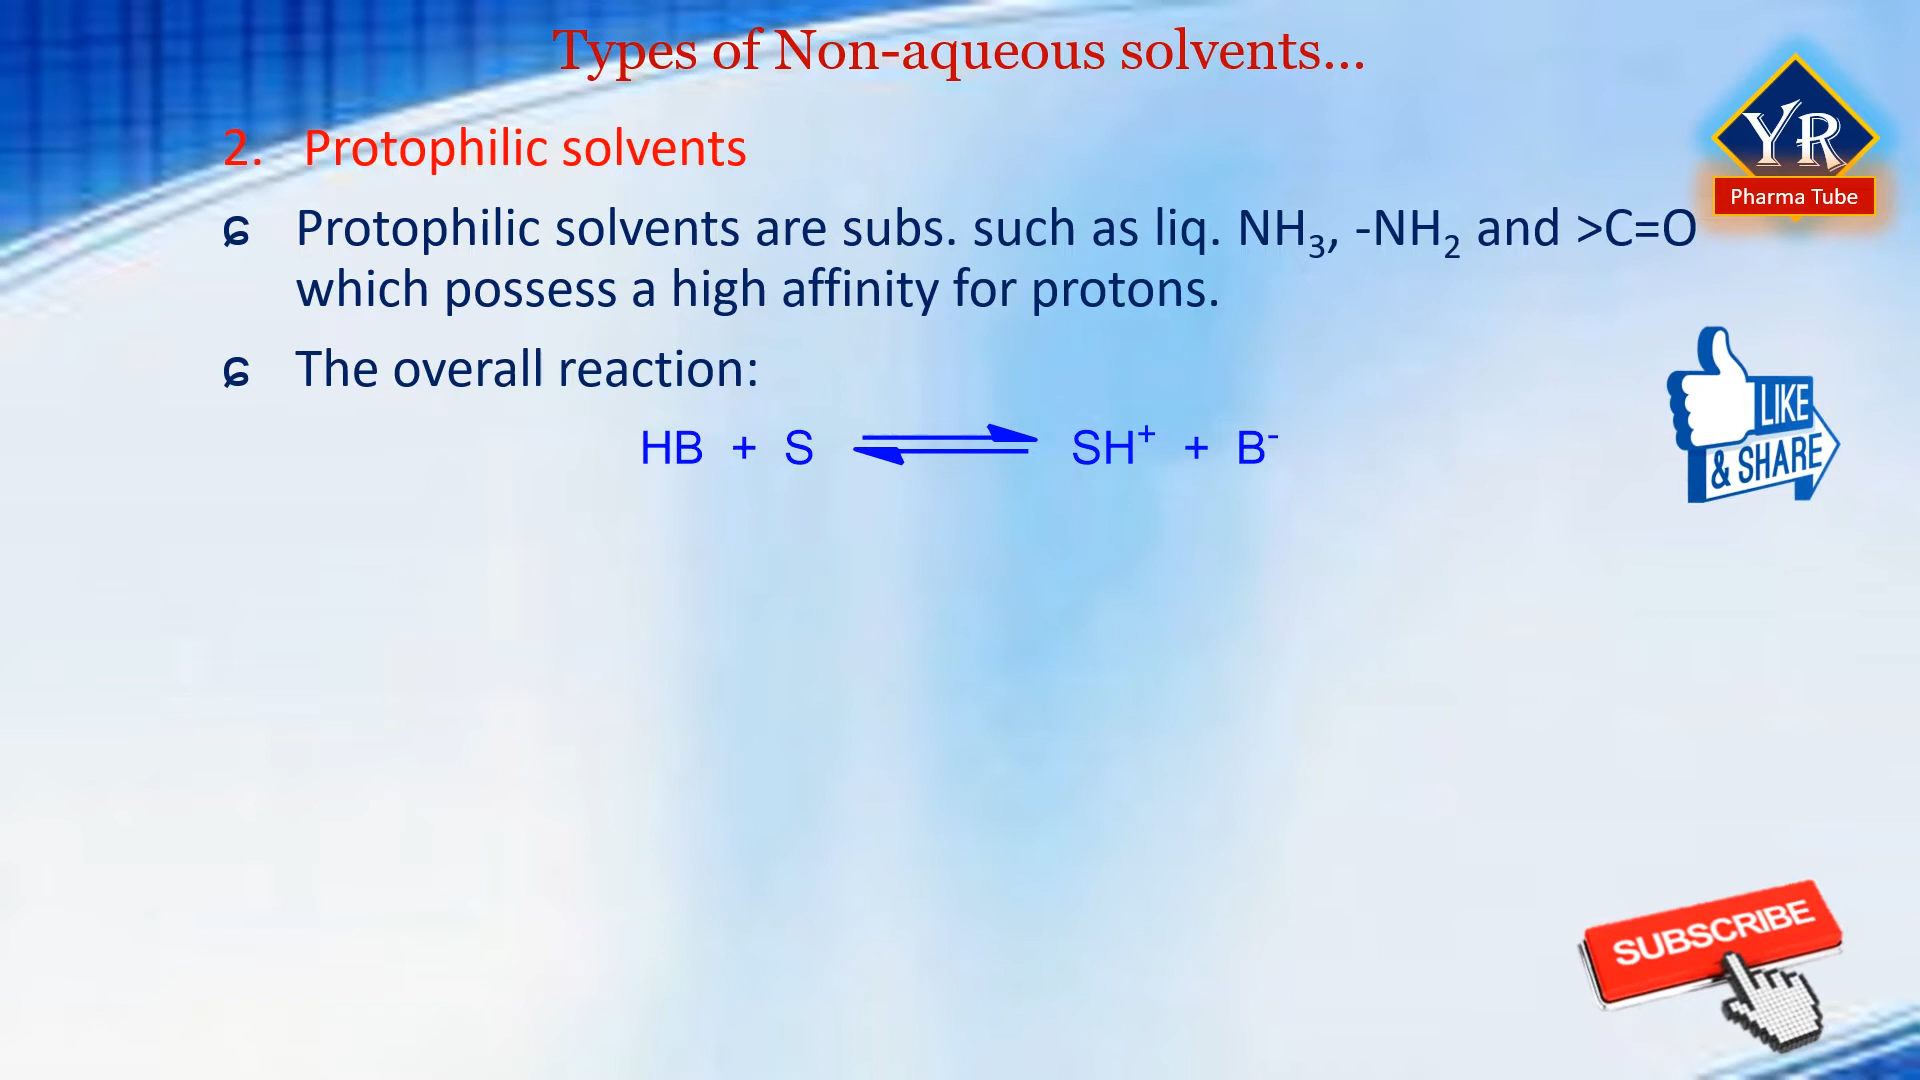 Types of Non-aqueous solvents...
YR
Pharma Tube
2. Protophilic solvents
Protophilic solvents are subs. such as liq. NH₃, -NH₂ and >C=O
which possess a high affinity for protons.
The overall reaction:
HB + S ⇌ SH⁺ + B⁻
LIKE
& SHARE
SUBSCRIBE